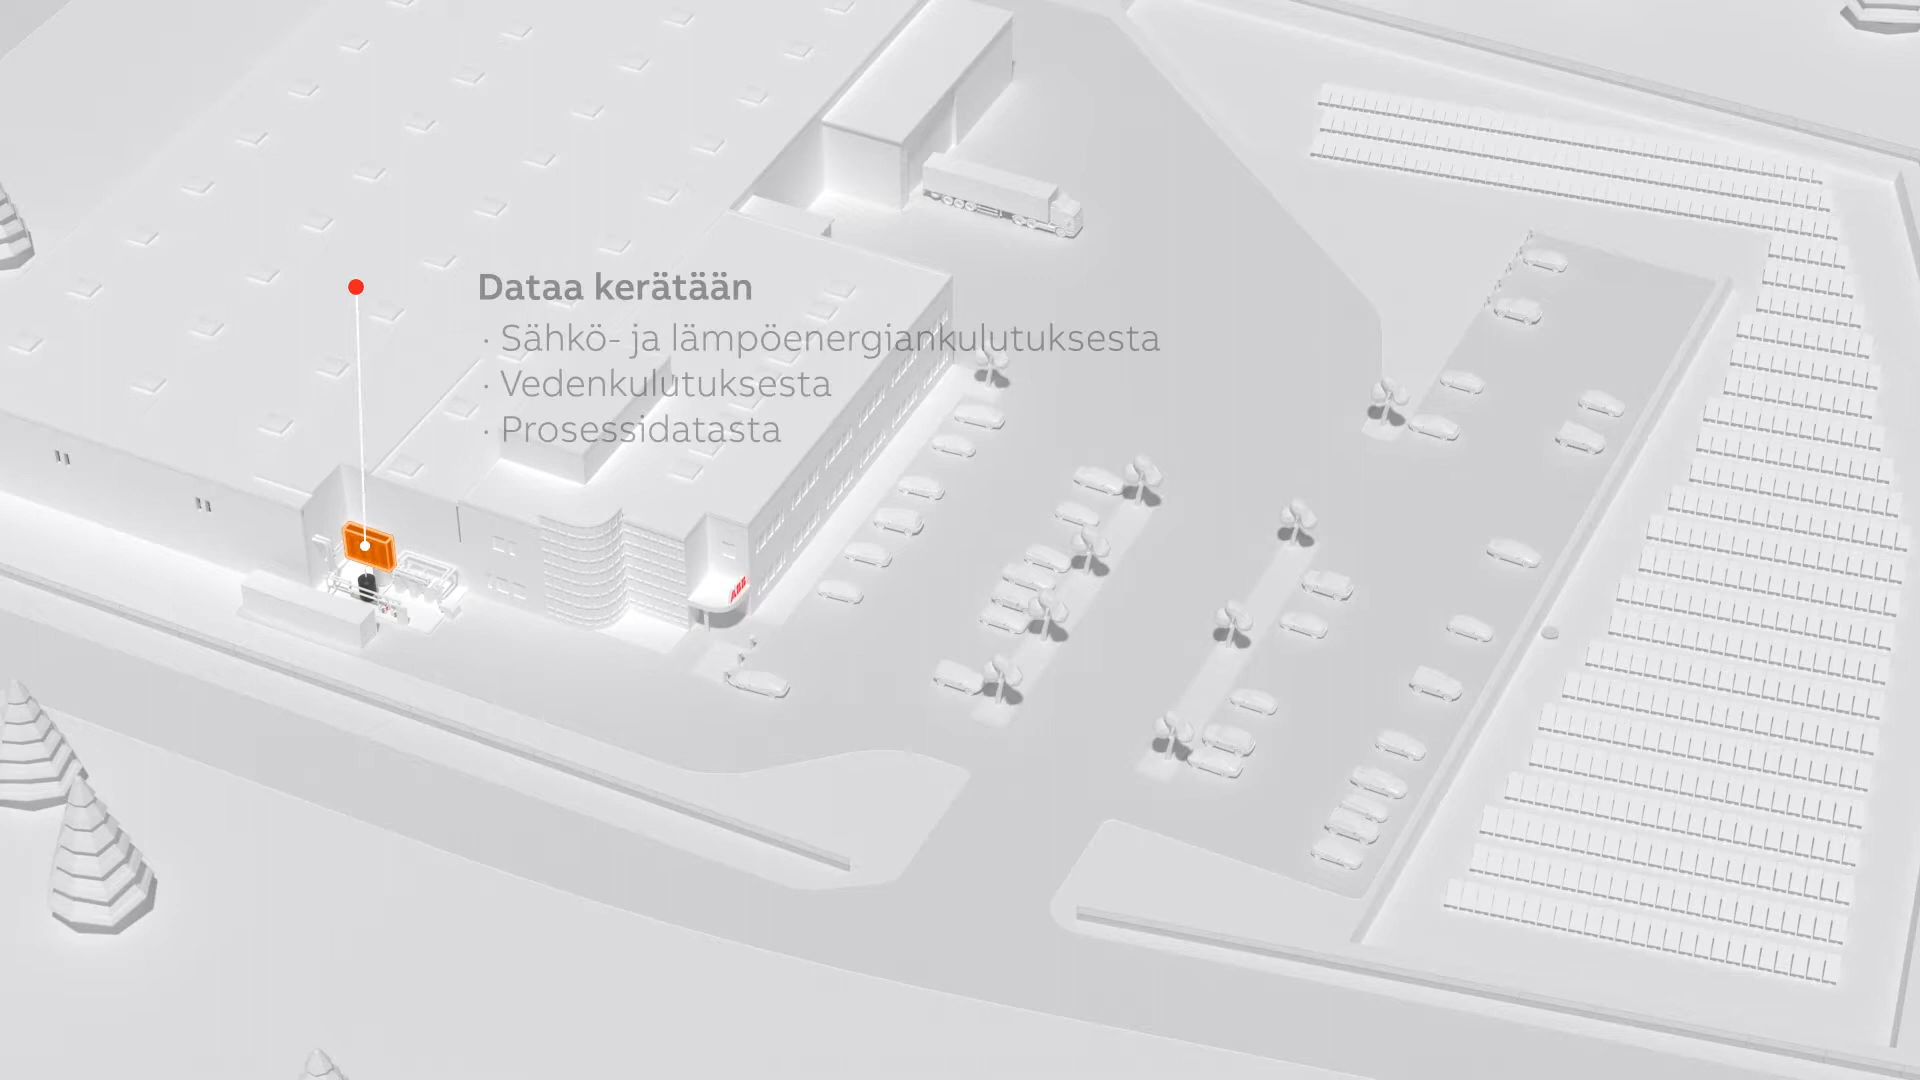 Dataa kerätään
· Sähkö- ja lämpöenergiankulutuksesta
· Vedenkulutuksesta
· Prosessidatasta
ABB